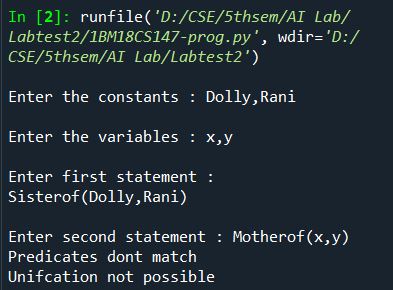 In [2]: runfile('D:/CSE/5thsem/AI Lab/
Labtest2/1BM18CS147-prog.py', wdir='D:/
CSE/5thsem/AI Lab/Labtest2')
Enter the constants : Dolly,Rani
Enter the variables : x,y
Enter first statement :
Sisterof(Dolly,Rani)
Enter second statement : Motherof(x,y)
Predicates dont match
Unifcation not possible